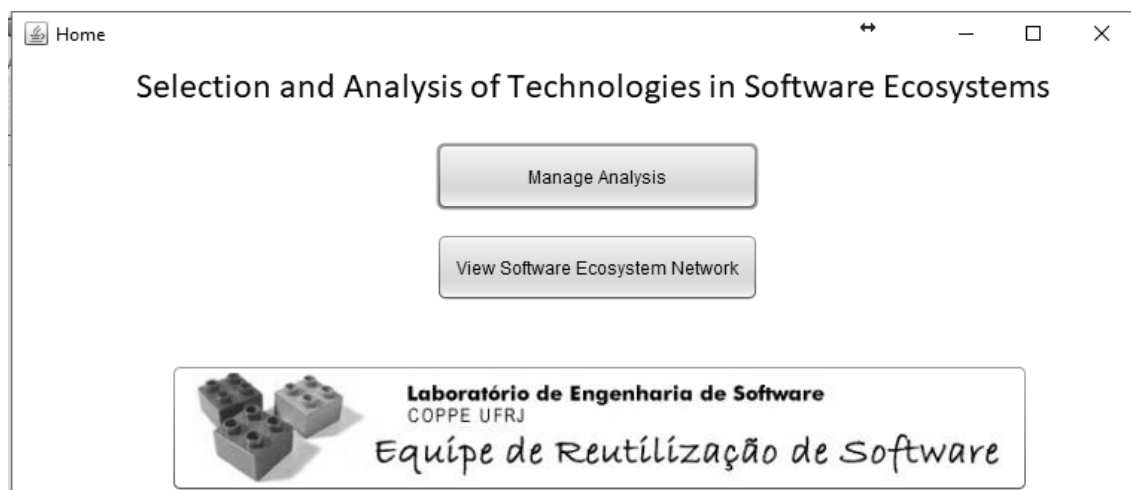 Home
Selection and Analysis of Technologies in Software Ecosystems
Manage Analysis
View Software Ecosystem Network
Laboratório de Engenharia de Software
COPPE UFRJ
Equipe de Reutilização de Software